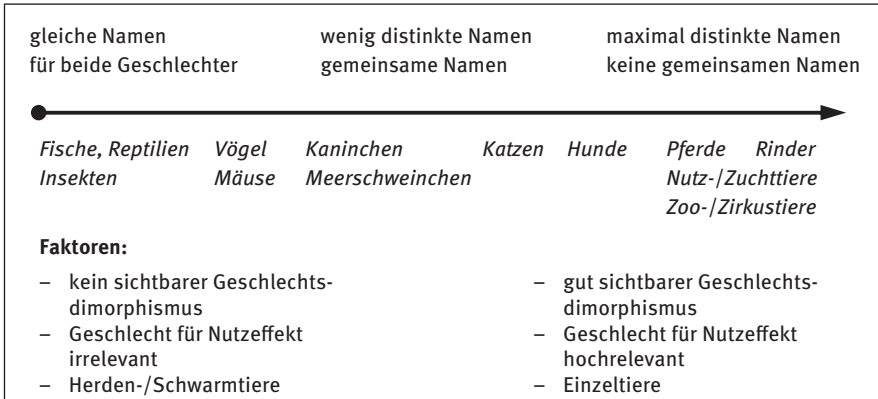 gleiche Namen wenig distinkte Namen maximal distinkte Namen
für beide Geschlechter gemeinsame Namen keine gemeinsamen Namen
Fische, Reptilien Vögel Kaninchen Katzen Hunde Pferde Rinder
Insekten Mäuse Meerschweinchen Nutz-/Zuchttiere
Zoo-/Zirkustiere
Faktoren:
– kein sichtbarer Geschlechts-
dimorphismus
– Geschlecht für Nutzeffekt
irrelevant
– Herden-/Schwarmtiere
– gut sichtbarer Geschlechts-
dimorphismus
– Geschlecht für Nutzeffekt
hochrelevant
– Einzeltiere